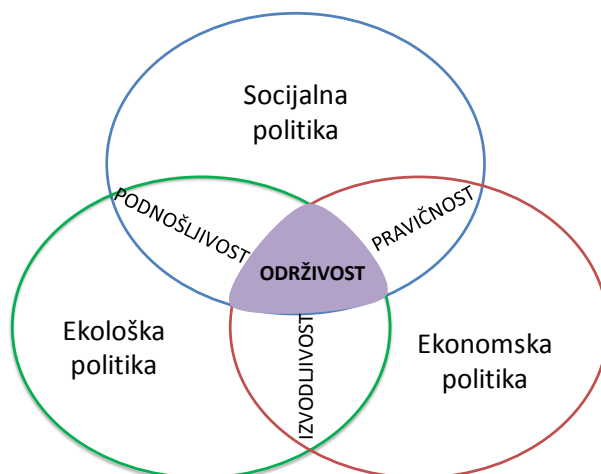 Socijalna
politika
PODNOŠLJIVOST
PRAVIČNOST
ODRŽIVOST
Ekološka
politika
IZVODLJIVOST
Ekonomska
politika